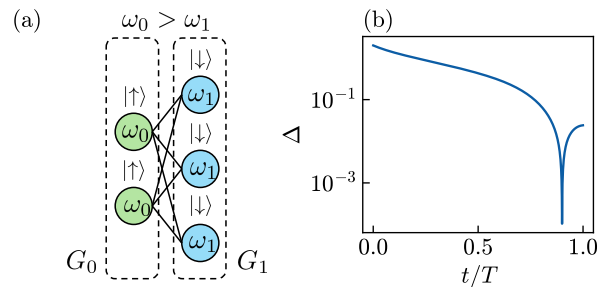 (a)
ω₀ > ω₁
|↓⟩
|↑⟩
ω₁
ω₀
|↓⟩
|↑⟩
ω₁
ω₀
|↓⟩
ω₁
G₀
G₁
(b)
Δ
10⁻¹
10⁻³
0.0
0.5
1.0
t/T